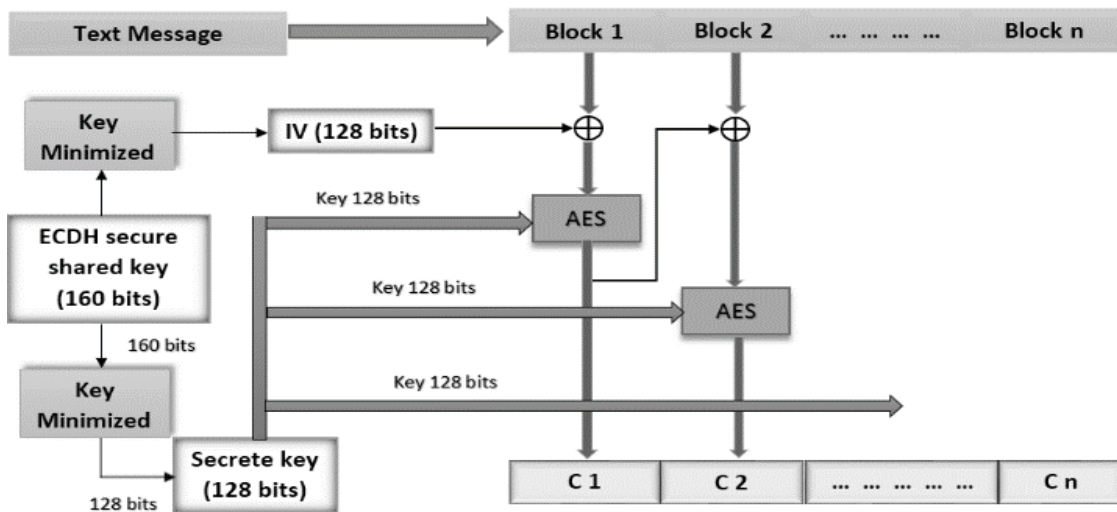 Text Message
Block 1
Block 2
... ... ... ...
Block n
Key
Minimized
IV (128 bits)
Key 128 bits
AES
ECDH secure
shared key
(160 bits)
Key 128 bits
AES
160 bits
Key
Minimized
Key 128 bits
Secrete key
(128 bits)
128 bits
C 1
C 2
... ... ... ... ...
C n